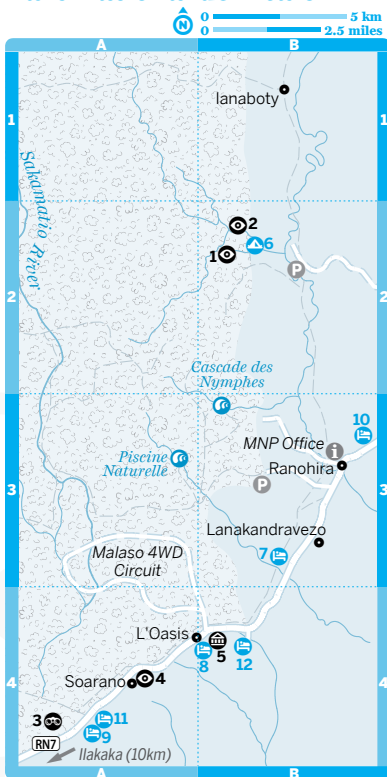 N
0 5 km
0 2.5 miles
A B
1 1
Ianaboty
Sakamatio River
2
1 6
2 2
P
Cascade des
Nymphes
10
MNP Office i
Piscine
Naturelle
Ranohira
3 3
P
Lanakandravezo
Malaso 4WD
Circuit
7
L'Oasis
5
8 12
Soarano 4
4 4
3 11
9
RN7
Ilakaka (10km)
A B